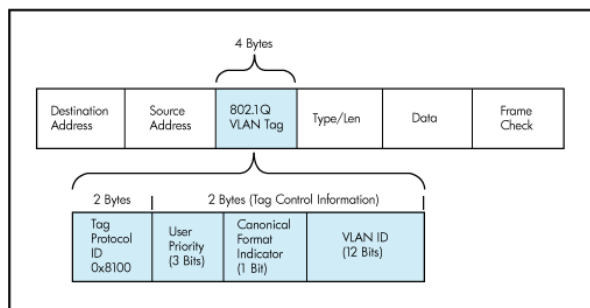 4 Bytes
Destination
Address
Source
Address
802.1Q
VLAN Tag
Type/Len
Data
Frame
Check
2 Bytes
2 Bytes (Tag Control Information)
Tag
Protocol
ID
0x8100
User
Priority
(3 Bits)
Canonical
Format
Indicator
(1 Bit)
VLAN ID
(12 Bits)